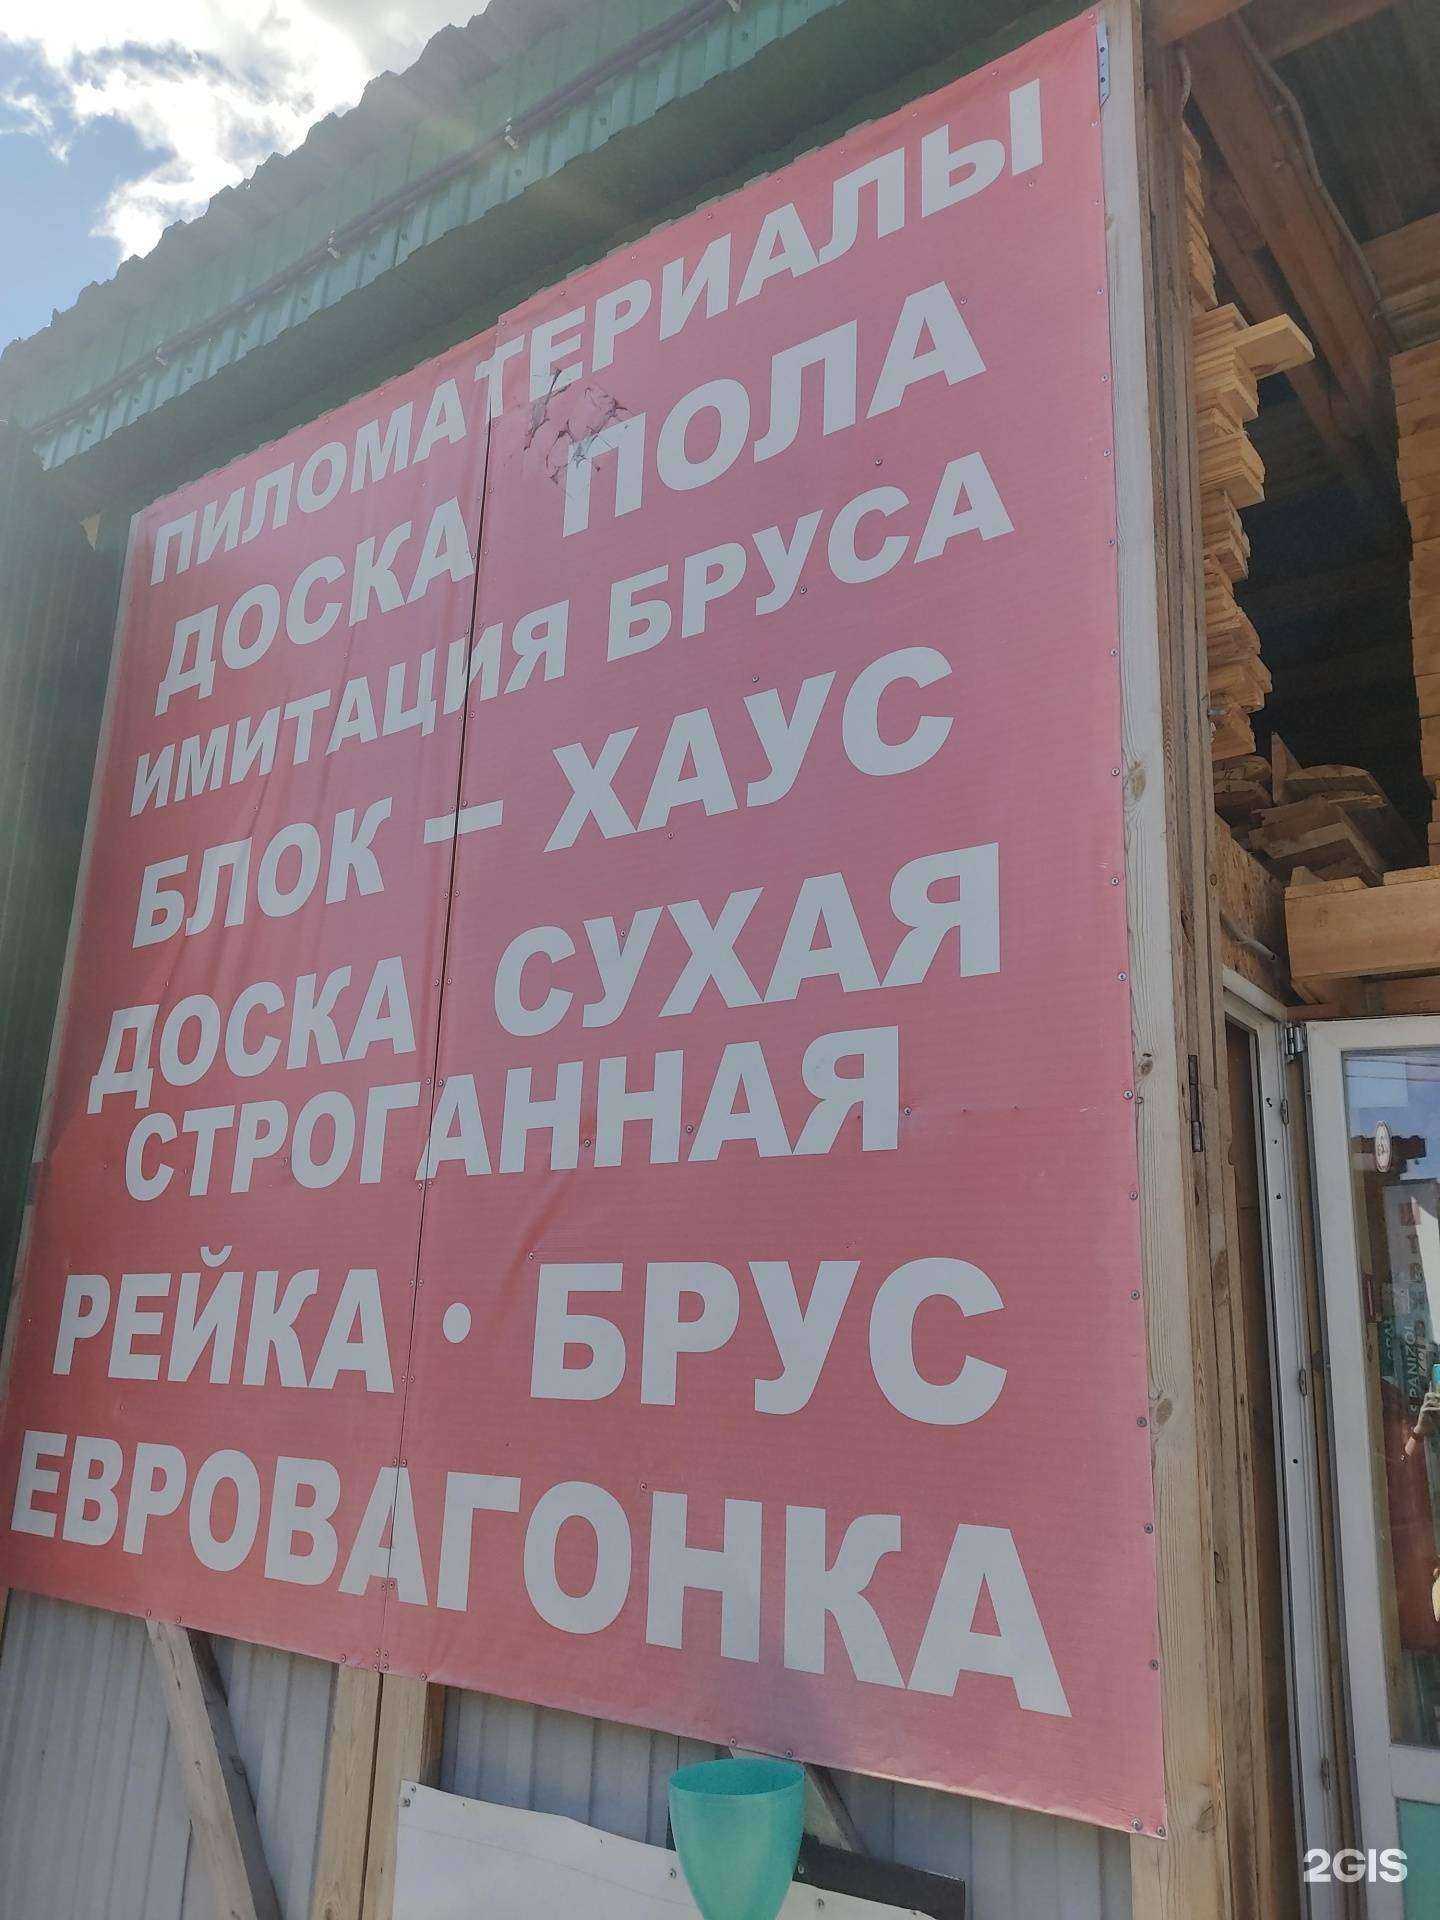 ПИЛОМАТЕРИАЛЫ
ДОСКА ПОЛА
ИМИТАЦИЯ БРУСА
БЛОК – ХАУС
ДОСКА СУХАЯ
СТРОГАННАЯ
РЕЙКА • БРУС
ЕВРОВАГОНКА
2GIS